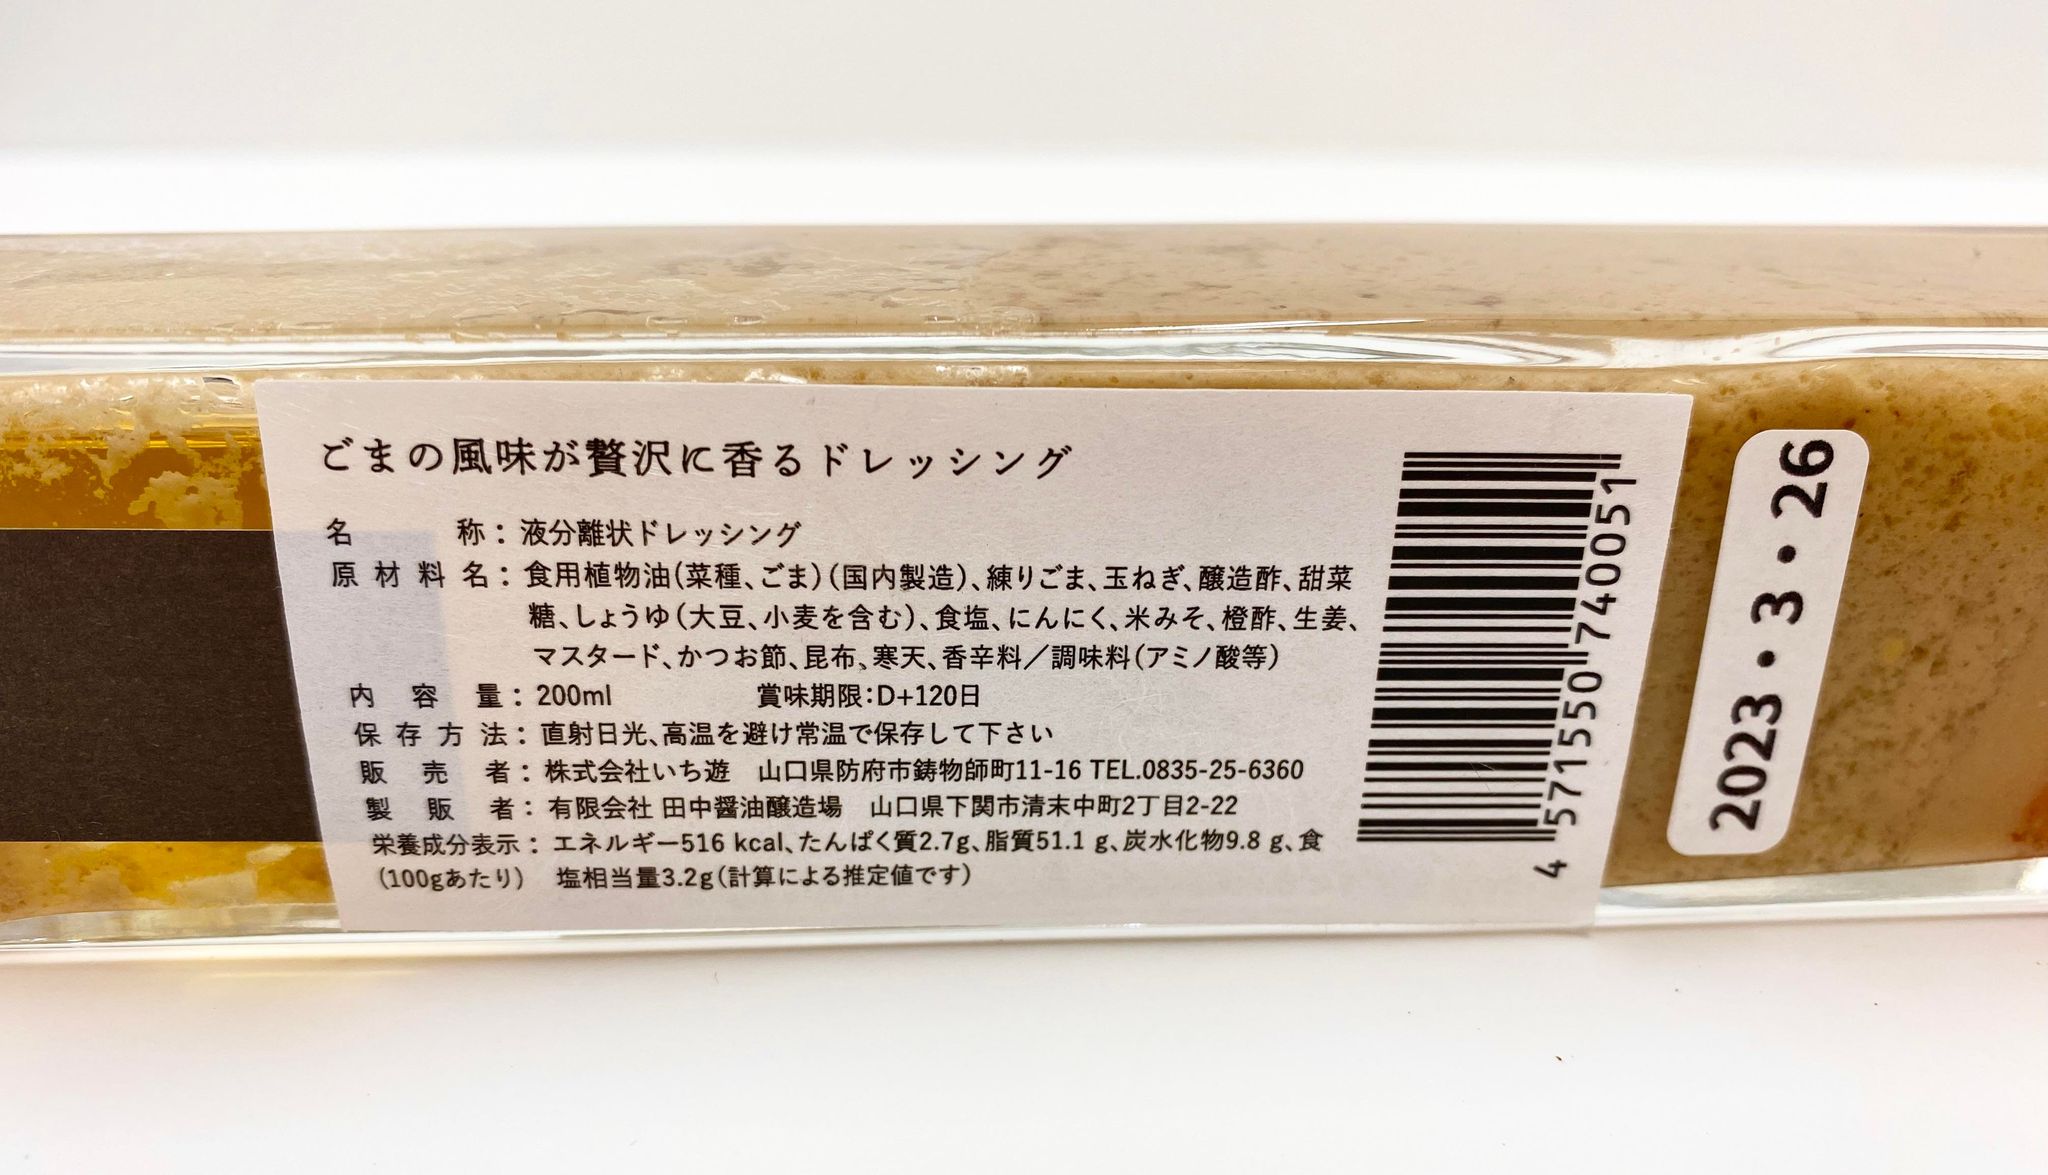 ごまの風味が贅沢に香るドレッシング
名称：液分離状ドレッシング
原材料名：食用植物油(菜種、ごま)(国内製造)、練りごま、玉ねぎ、醸造酢、甜菜
糖、しょうゆ(大豆、小麦を含む)、食塩、にんにく、米みそ、橙酢、生姜、
マスタード、かつお節、昆布、寒天、香辛料／調味料(アミノ酸等)
内容量：200ml 賞味期限：D+120日
保存方法：直射日光、高温を避け常温で保存して下さい
販売者：株式会社いち遊 山口県防府市鋳物師町11-16 TEL.0835-25-6360
製販者：有限会社 田中醤油醸造場 山口県下関市清末中町2丁目2-22
栄養成分表示：エネルギー516 kcal、たんぱく質2.7g、脂質51.1 g、炭水化物9.8 g、食
(100gあたり) 塩相当量3.2g(計算による推定値です)
4 571550 740051
2023・3・26